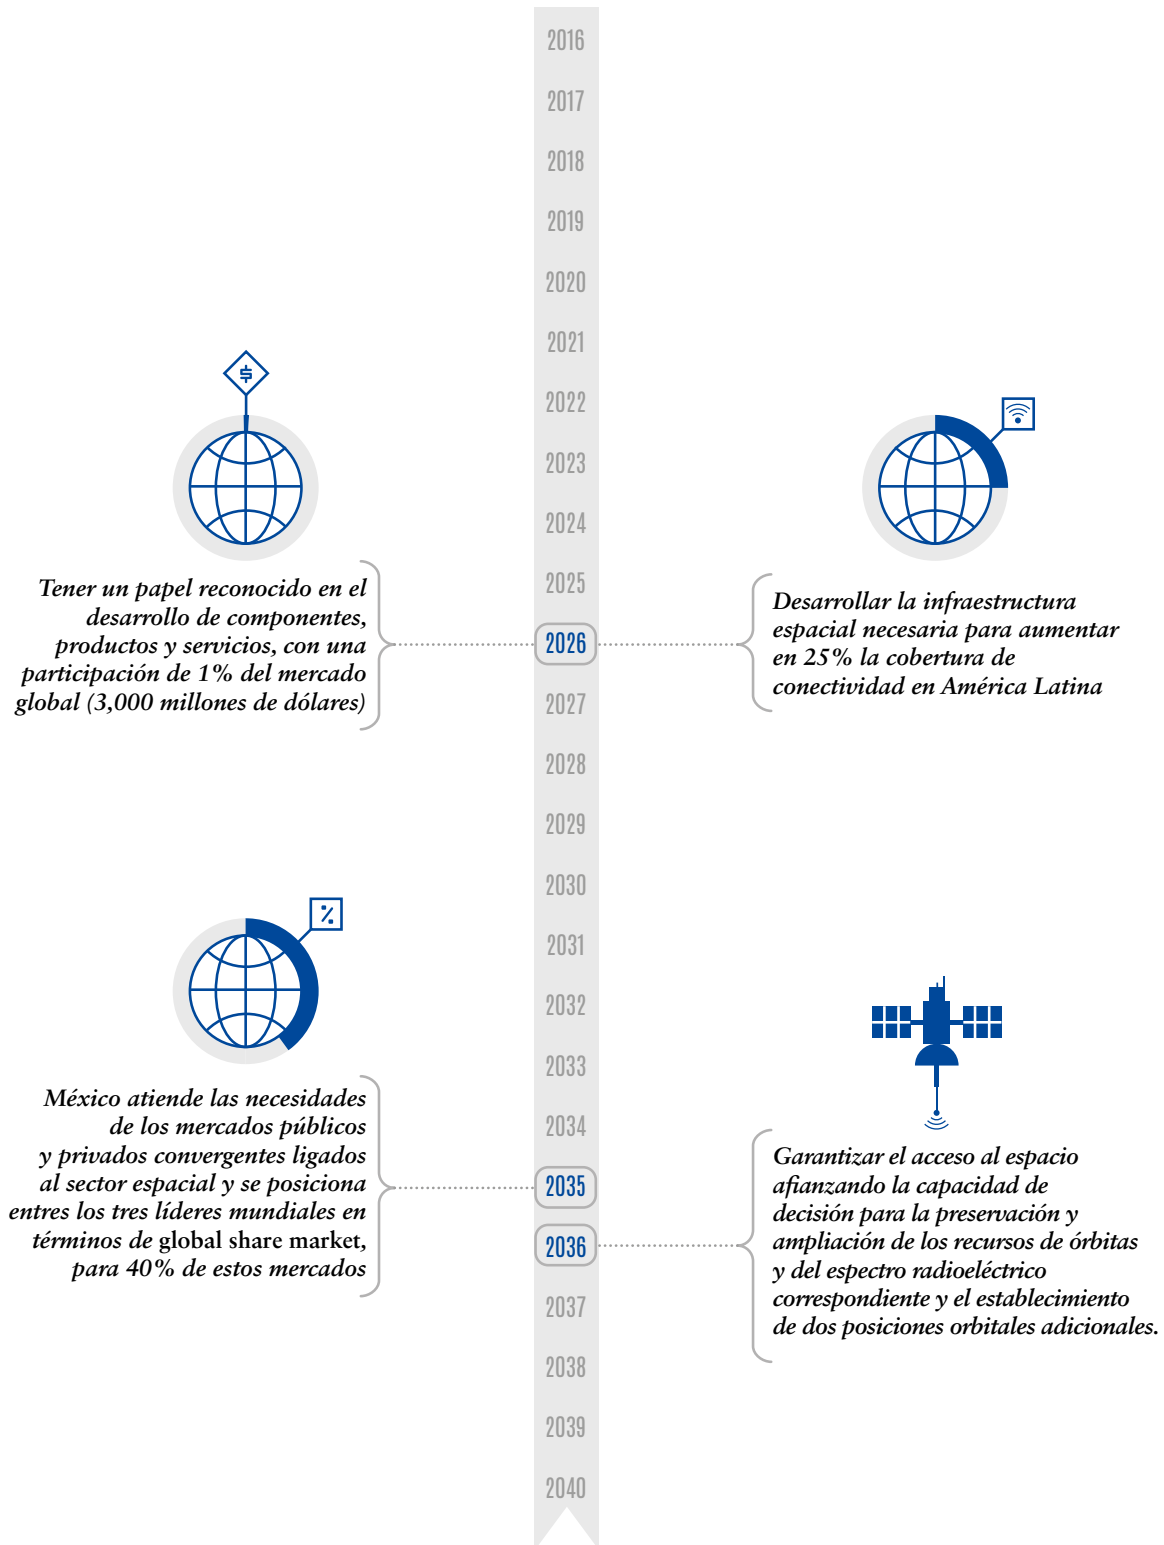 2016
2017
2018
2019
2020
2021
$
2022
2023
2024
2025
Tener un papel reconocido en el
desarrollo de componentes,
productos y servicios, con una
participación de 1% del mercado
global (3,000 millones de dólares)
2026
Desarrollar la infraestructura
espacial necesaria para aumentar
en 25% la cobertura de
conectividad en América Latina
2027
2028
2029
2030
%
2031
2032
2033
2034
México atiende las necesidades
de los mercados públicos
y privados convergentes ligados
al sector espacial y se posiciona
entres los tres líderes mundiales en
términos de global share market,
para 40% de estos mercados
2035
2036
Garantizar el acceso al espacio
afianzando la capacidad de
decisión para la preservación y
ampliación de los recursos de órbitas
y del espectro radioeléctrico
correspondiente y el establecimiento
de dos posiciones orbitales adicionales.
2037
2038
2039
2040